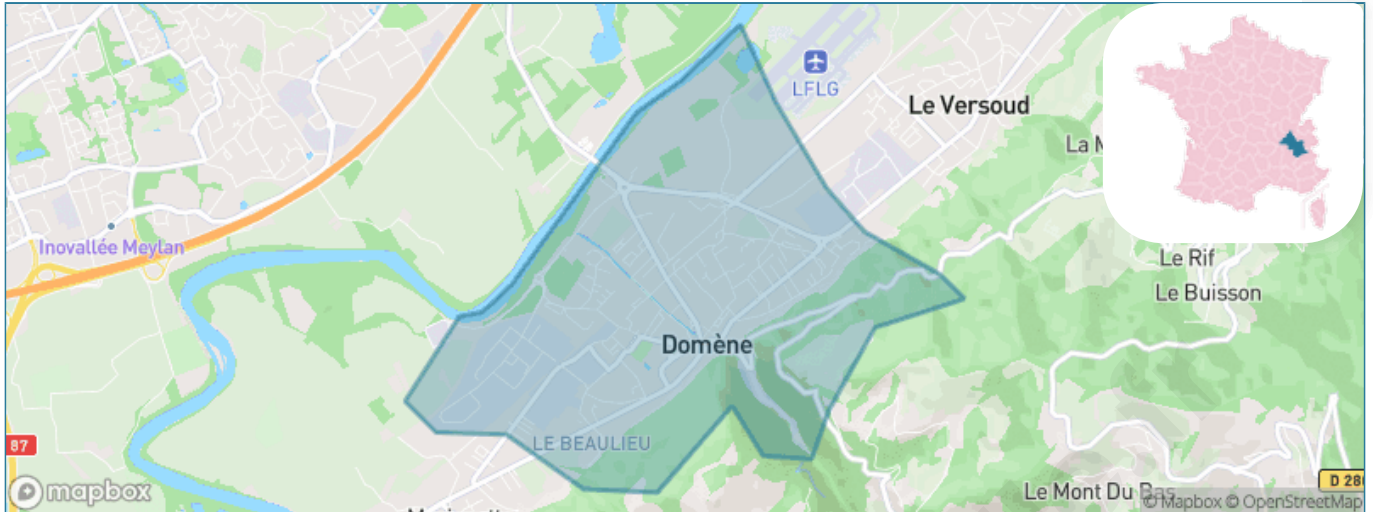 LFLG
Le Versoud
La M
Inovallée Meylan
Le Rif
Le Buisson
Domène
LE BEAULIEU
87
D 28
Le Mont Du Bas
mapbox
© Mapbox © OpenStreetMap